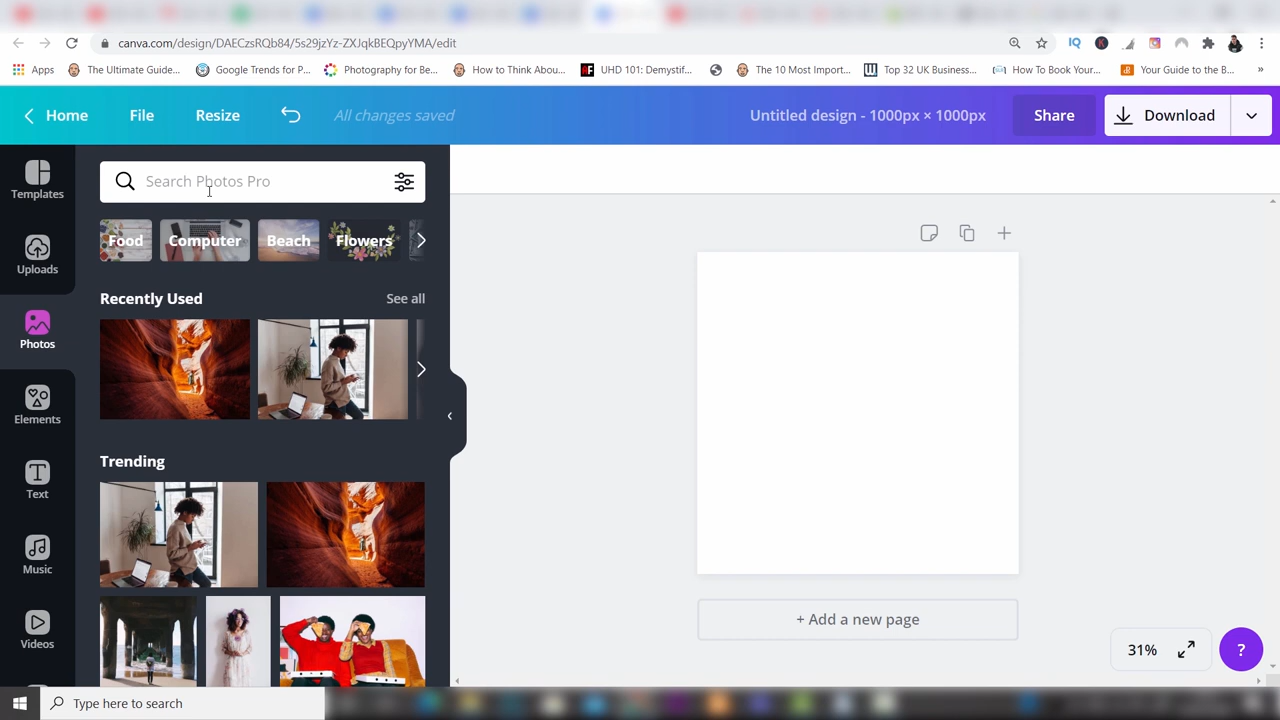 canva.com/design/DAECzsRQb84/5s29jzYz-ZXJqkBEQpyYMA/edit
Apps
The Ultimate Guide...
Google Trends for P...
Photography for Be...
How to Think Abou...
UHD 101: Demystif...
The 10 Most Import...
Top 32 UK Business...
How To Book Your...
Your Guide to the B...
»
Home
File
Resize
All changes saved
Untitled design - 1000px × 1000px
Share
Download
Templates
Uploads
Photos
Elements
Text
Music
Videos
Search Photos Pro
Food
Computer
Beach
Flowers
Recently Used
See all
Trending
+ Add a new page
31%
?
Type here to search